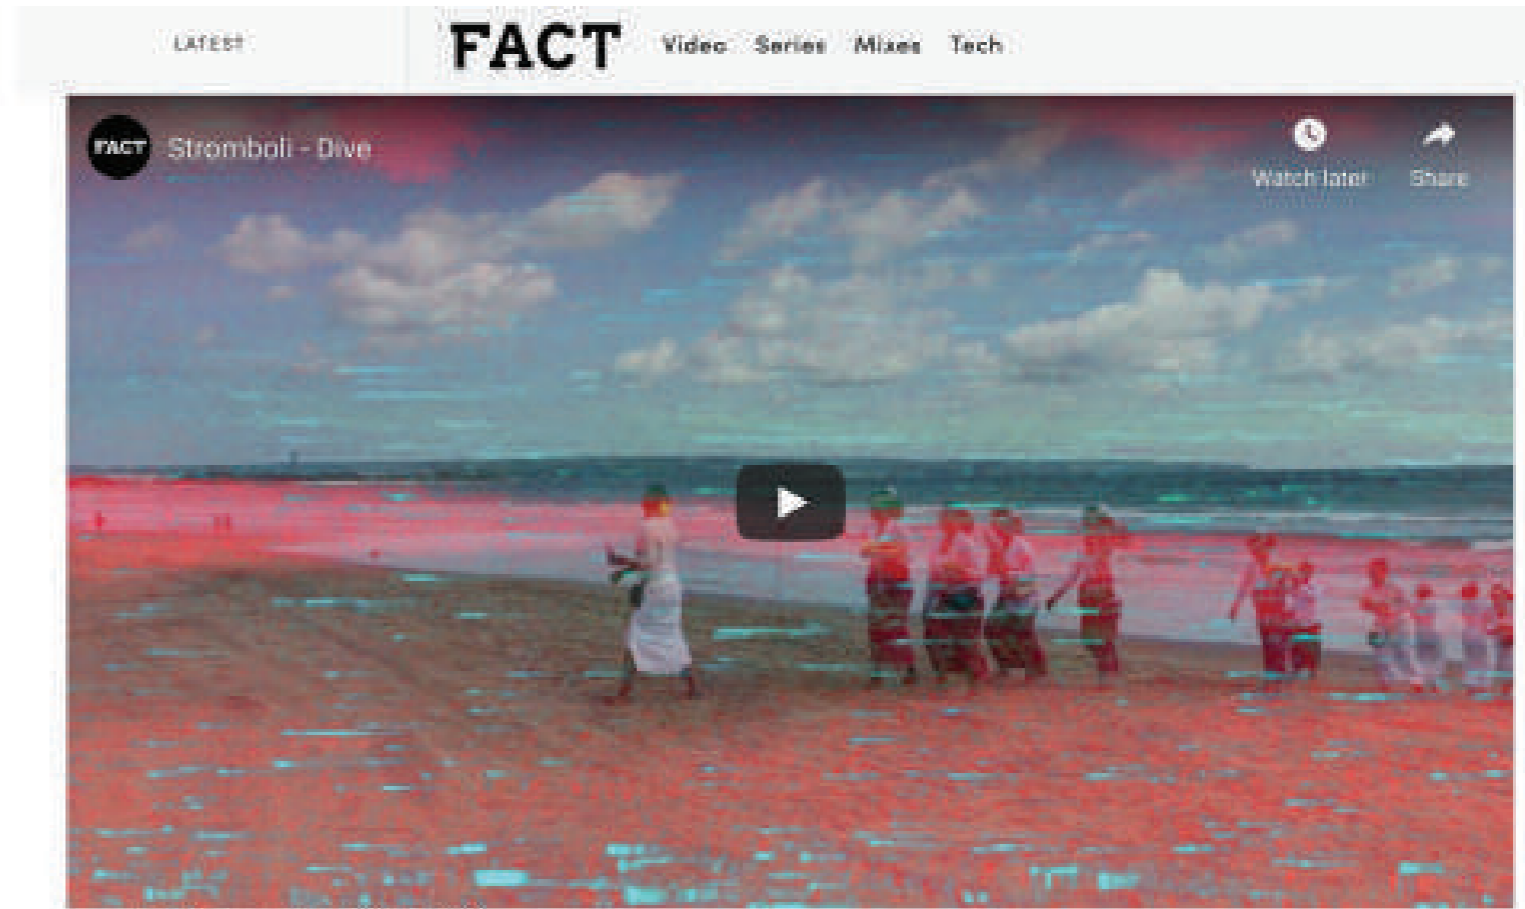 LATEST
FACT
Video Series Mixes Tech
FACT
Stromboli - Dive
Watch later
Share